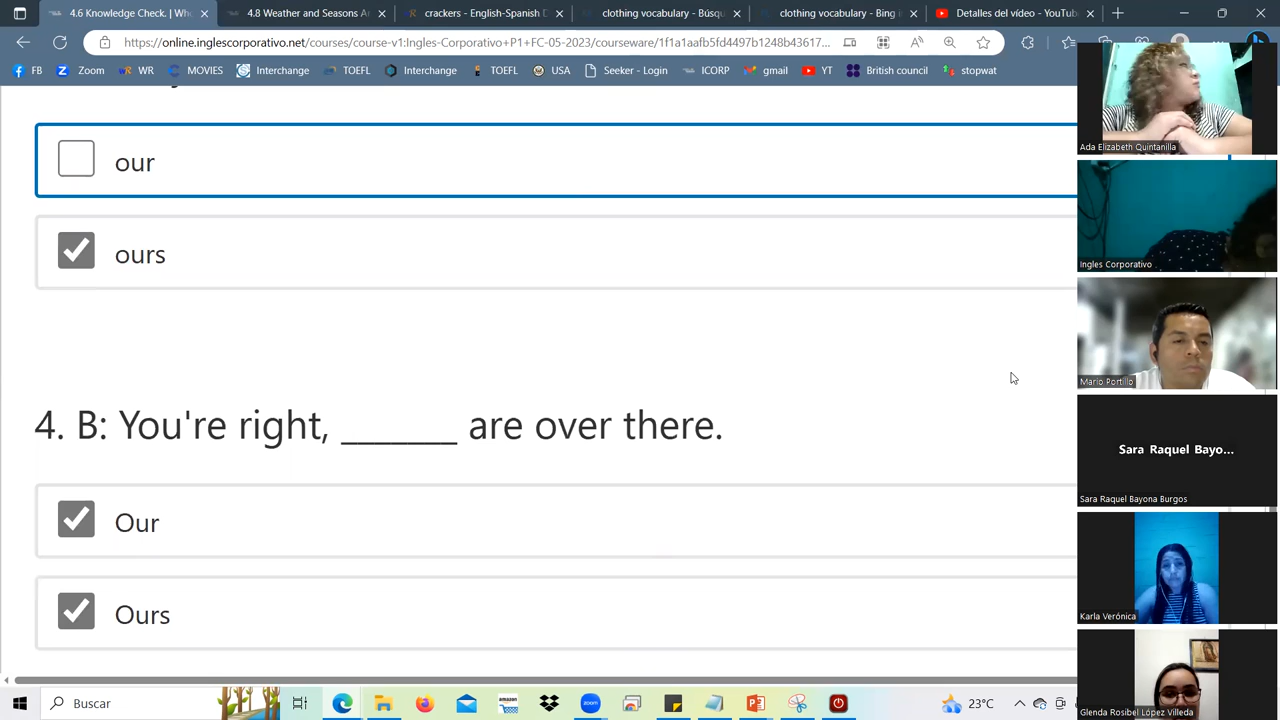 4.6 Knowledge Check. | Who
4.8 Weather and Seasons A
crackers - English-Spanish D
clothing vocabulary - Búsqu
clothing vocabulary - Bing i
Detalles del vídeo - YouTube
https://online.inglescorporativo.net/courses/course-v1:Ingles-Corporativo+P1+FC-05-2023/courseware/1f1a1aafb5fd4497b1248b43617...
FB
Zoom
WR
MOVIES
Interchange
TOEFL
Interchange
TOEFL
USA
Seeker - Login
ICORP
gmail
YT
British council
stopwat
our
ours
4. B: You're right, _______ are over there.
Our
Ours
Ada Elizabeth Quintanilla
Ingles Corporativo
Mario Portillo
Sara Raquel Bayo...
Sara Raquel Bayona Burgos
Karla Verónica
Glenda Rosibel López Villeda
Buscar
23°C